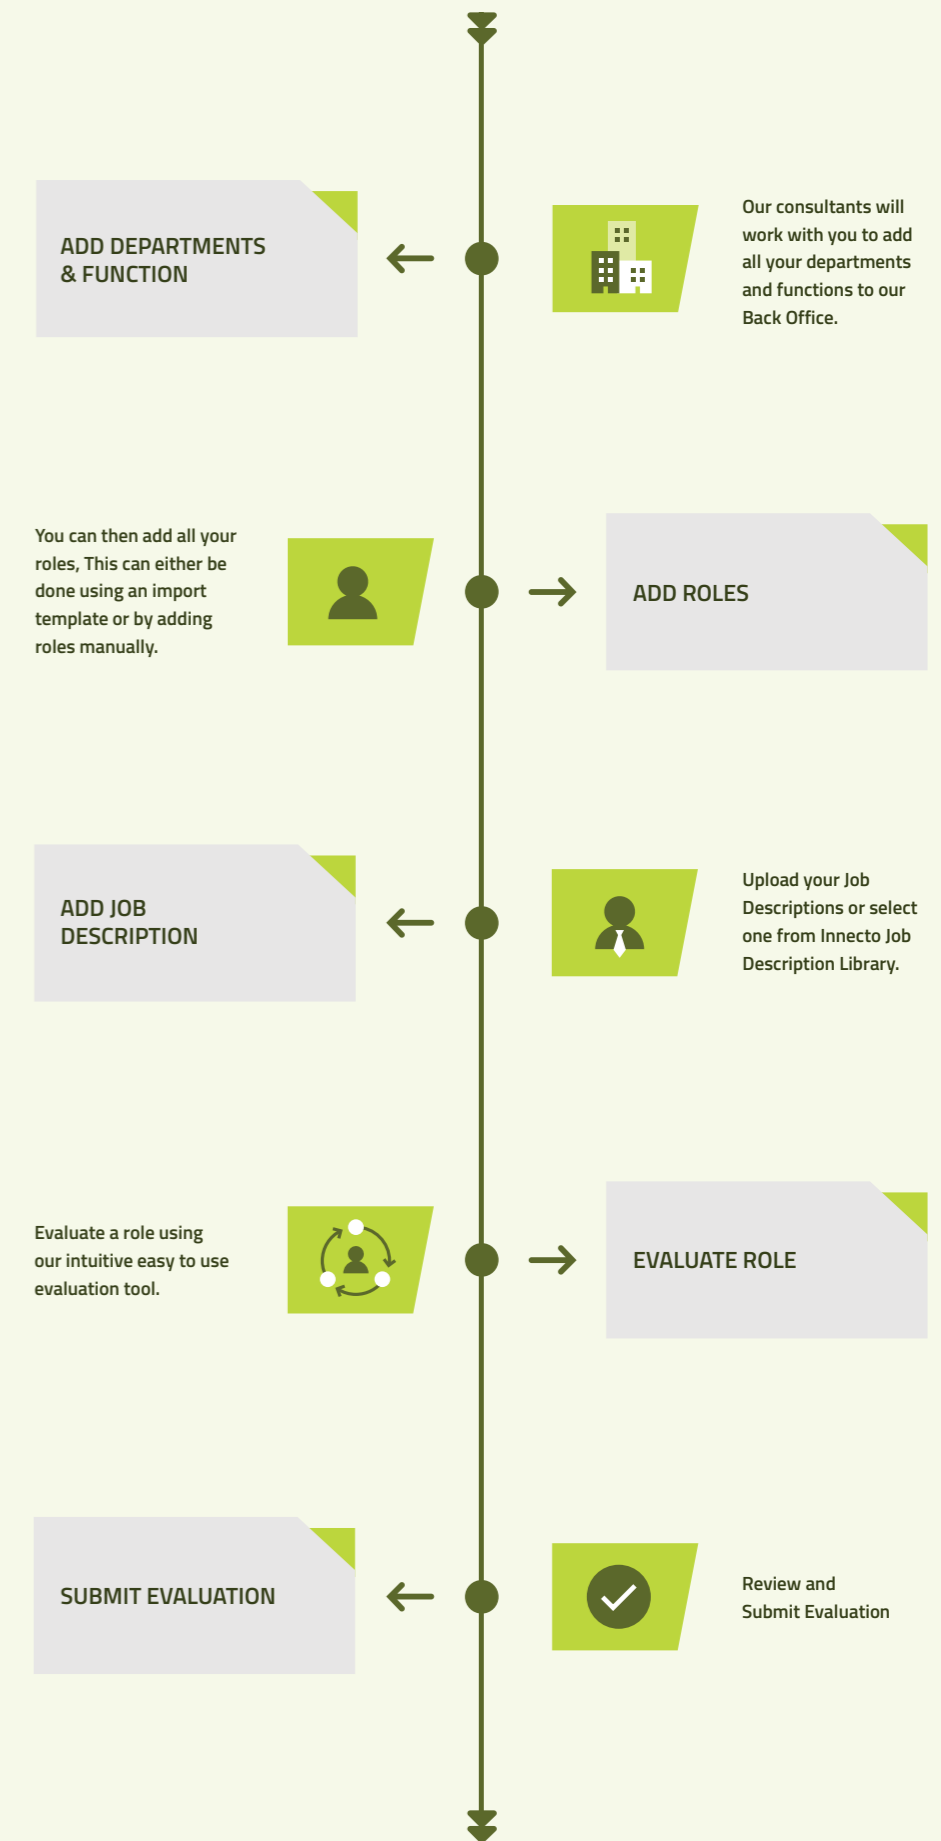 ADD DEPARTMENTS
& FUNCTION
Our consultants will
work with you to add
all your departments
and functions to our
Back Office.
You can then add all your
roles, This can either be
done using an import
template or by adding
roles manually.
ADD ROLES
ADD JOB
DESCRIPTION
Upload your Job
Descriptions or select
one from Innecto Job
Description Library.
Evaluate a role using
our intuitive easy to use
evaluation tool.
EVALUATE ROLE
SUBMIT EVALUATION
Review and
Submit Evaluation